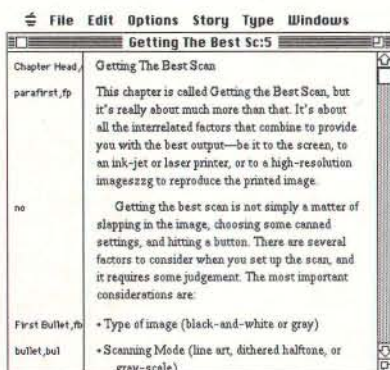 File Edit Options Story Type Windows
Getting The Best Sc:5
Chapter Head, Getting The Best Scan
parafirst,fp This chapter is called Getting the Best Scan, but
it's really about much more than that. It's about
all the interrelated factors that combine to provide
you with the best output—be it to the screen, to
an ink-jet or laser printer, or to a high-resolution
imageszzg to reproduce the printed image.
no Getting the best scan is not simply a matter of
slapping in the image, choosing some canned
settings, and hitting a button. There are several
factors to consider when you set up the scan, and
it requires some judgement. The most important
considerations are:
First Bullet,fb • Type of image (black-and-white or gray)
bullet,bul • Scanning Mode (line art, dithered halftone, or
gray-scale)